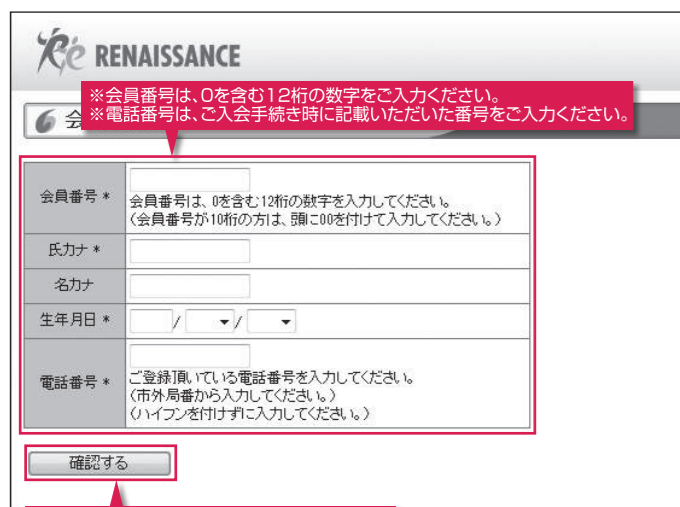 Ré RENAISSANCE
※会員番号は、0を含む12桁の数字をご入力ください。
※電話番号は、ご入会手続き時に記載いただいた番号をご入力ください。
会
会員番号 *
会員番号は、0を含む12桁の数字を入力してください。
(会員番号が10桁の方は、頭に00を付けて入力してください。)
氏カナ *
名カナ
生年月日 *
/ /
電話番号 *
ご登録頂いている電話番号を入力してください。
(市外局番から入力してください。)
(ハイフンを付けずに入力してください。)
確認する